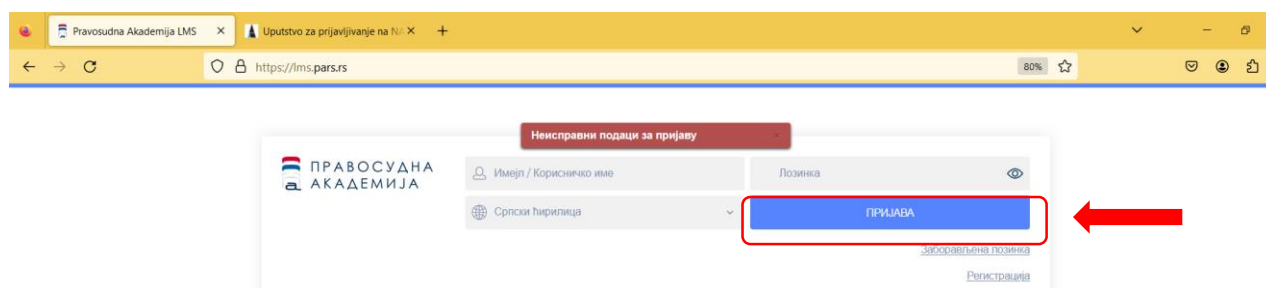 Pravosudna Akademija LMS
Uputstvo za prijavljivanje na NA
https://lms.pars.rs
80%
Неисправни подаци за пријаву
ПРАВОСУДНА
АКАДЕМИЈА
Имејл / Корисничко име
Лозинка
Српски ћирилица
ПРИЈАВА
Заборављена лозинка
Регистрација